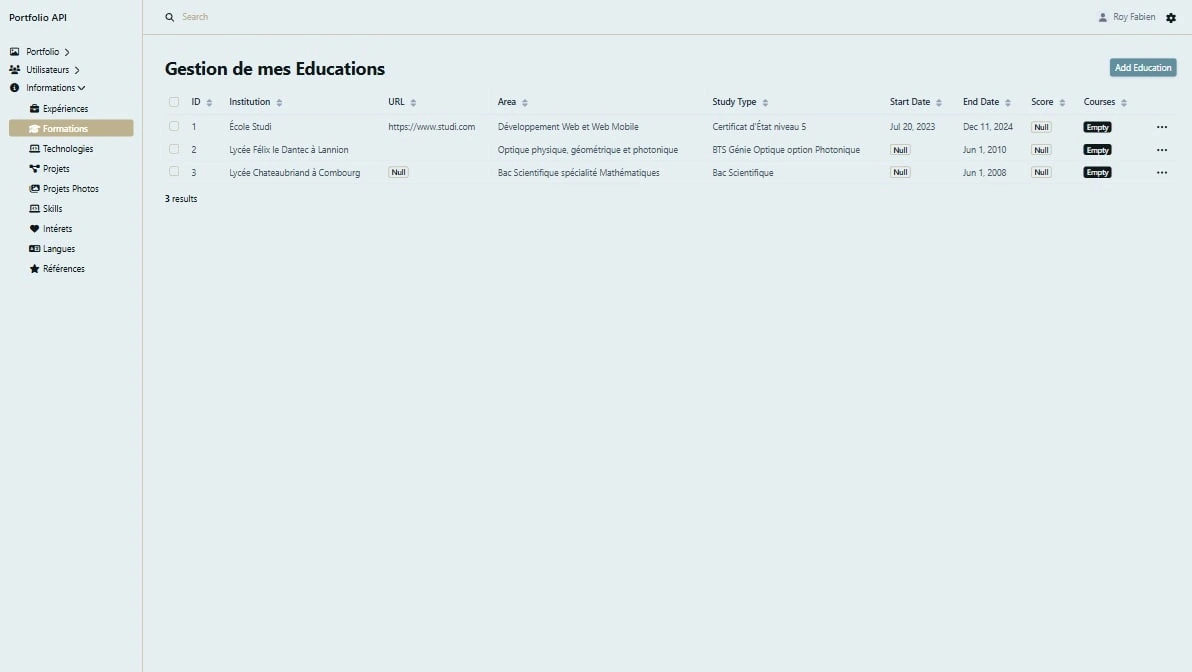 Portfolio API
Search
Roy Fabien
Portfolio
Utilisateurs
Informations
Expériences
Formations
Technologies
Projets
Projets Photos
Skills
Intérets
Langues
Références
Gestion de mes Educations
Add Education
ID Institution URL Area Study Type Start Date End Date Score Courses
1 École Studi https://www.studi.com Développement Web et Web Mobile Certificat d'État niveau 5 Jul 20, 2023 Dec 11, 2024 Null Empty ...
2 Lycée Félix le Dantec à Lannion Optique physique, géométrique et photonique BTS Génie Optique option Photonique Null Jun 1, 2010 Null Empty ...
3 Lycée Chateaubriand à Combourg Null Bac Scientifique spécialité Mathématiques Bac Scientifique Null Jun 1, 2008 Null Empty ...
3 results